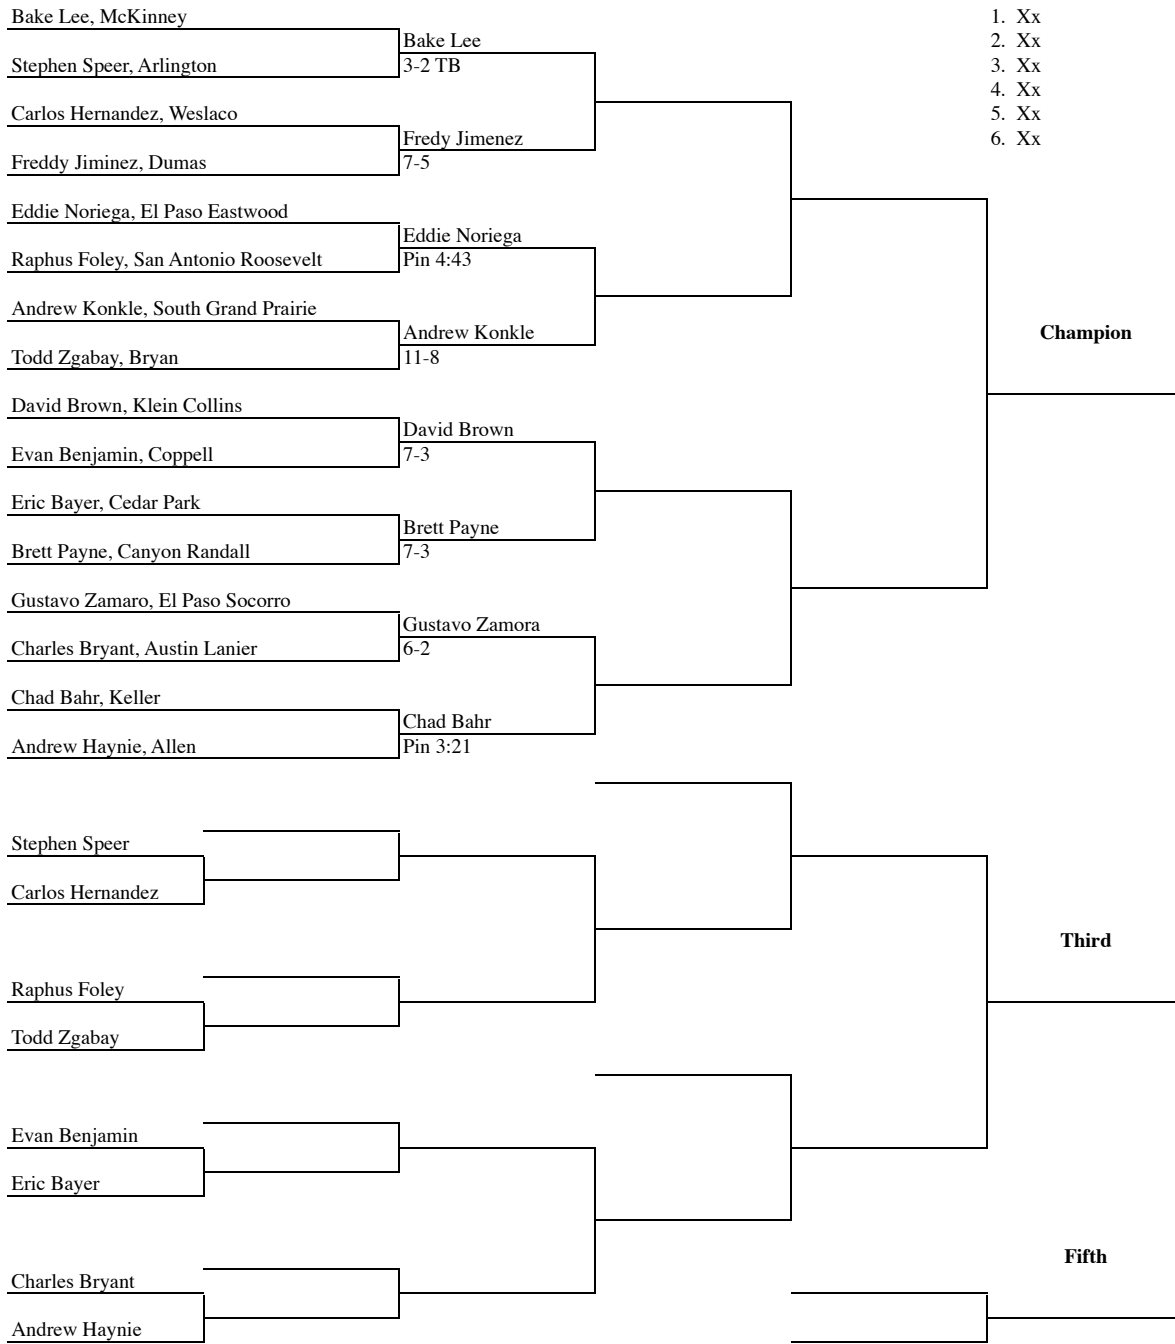 Bake Lee, McKinney
1. Xx
Bake Lee
2. Xx
Stephen Speer, Arlington
3-2 TB
3. Xx
4. Xx
Carlos Hernandez, Weslaco
5. Xx
Fredy Jimenez
6. Xx
Freddy Jiminez, Dumas
7-5
Eddie Noriega, El Paso Eastwood
Eddie Noriega
Raphus Foley, San Antonio Roosevelt
Pin 4:43
Andrew Konkle, South Grand Prairie
Andrew Konkle
Champion
Todd Zgabay, Bryan
11-8
David Brown, Klein Collins
David Brown
Evan Benjamin, Coppell
7-3
Eric Bayer, Cedar Park
Brett Payne
Brett Payne, Canyon Randall
7-3
Gustavo Zamaro, El Paso Socorro
Gustavo Zamora
Charles Bryant, Austin Lanier
6-2
Chad Bahr, Keller
Chad Bahr
Andrew Haynie, Allen
Pin 3:21
Stephen Speer
Carlos Hernandez
Third
Raphus Foley
Todd Zgabay
Evan Benjamin
Eric Bayer
Fifth
Charles Bryant
Andrew Haynie